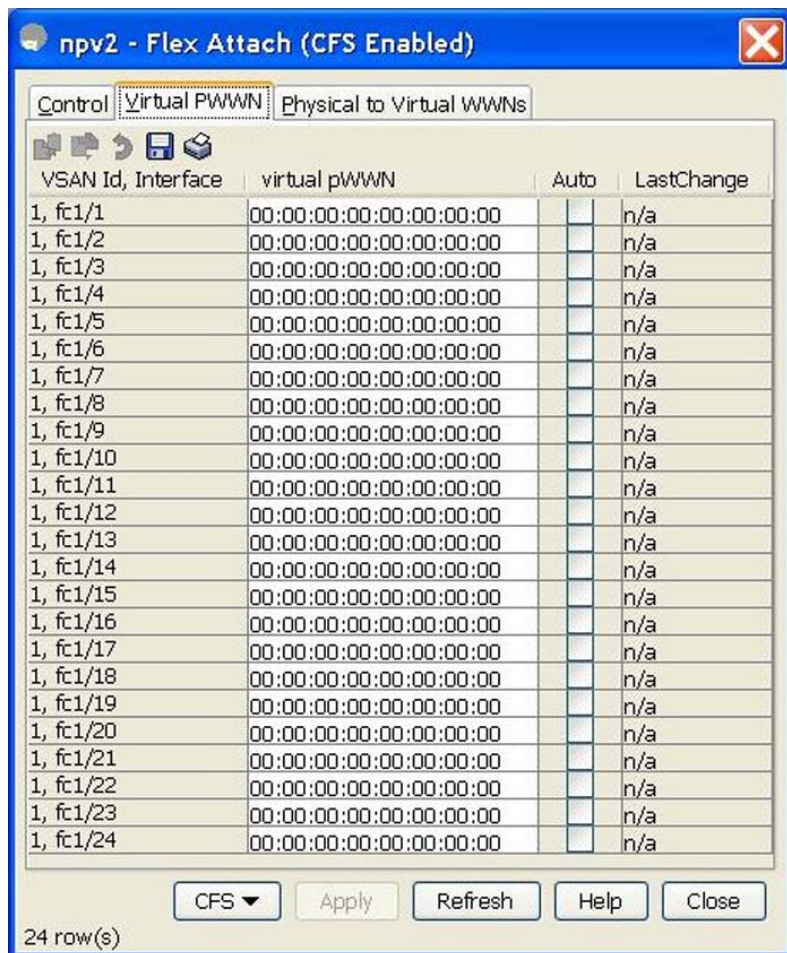 npv2 - Flex Attach (CFS Enabled)
Control Virtual PWWN Physical to Virtual WWNs
VSAN Id, Interface virtual pWWN Auto LastChange
1, fc1/1 00:00:00:00:00:00:00:00 n/a
1, fc1/2 00:00:00:00:00:00:00:00 n/a
1, fc1/3 00:00:00:00:00:00:00:00 n/a
1, fc1/4 00:00:00:00:00:00:00:00 n/a
1, fc1/5 00:00:00:00:00:00:00:00 n/a
1, fc1/6 00:00:00:00:00:00:00:00 n/a
1, fc1/7 00:00:00:00:00:00:00:00 n/a
1, fc1/8 00:00:00:00:00:00:00:00 n/a
1, fc1/9 00:00:00:00:00:00:00:00 n/a
1, fc1/10 00:00:00:00:00:00:00:00 n/a
1, fc1/11 00:00:00:00:00:00:00:00 n/a
1, fc1/12 00:00:00:00:00:00:00:00 n/a
1, fc1/13 00:00:00:00:00:00:00:00 n/a
1, fc1/14 00:00:00:00:00:00:00:00 n/a
1, fc1/15 00:00:00:00:00:00:00:00 n/a
1, fc1/16 00:00:00:00:00:00:00:00 n/a
1, fc1/17 00:00:00:00:00:00:00:00 n/a
1, fc1/18 00:00:00:00:00:00:00:00 n/a
1, fc1/19 00:00:00:00:00:00:00:00 n/a
1, fc1/20 00:00:00:00:00:00:00:00 n/a
1, fc1/21 00:00:00:00:00:00:00:00 n/a
1, fc1/22 00:00:00:00:00:00:00:00 n/a
1, fc1/23 00:00:00:00:00:00:00:00 n/a
1, fc1/24 00:00:00:00:00:00:00:00 n/a
CFS Apply Refresh Help Close
24 row(s)